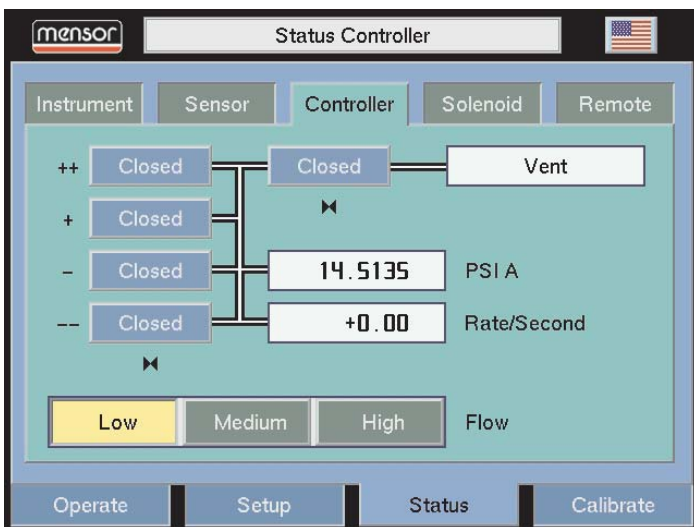 mensor Status Controller
Instrument Sensor Controller Solenoid Remote
++ Closed Closed Vent
+ Closed
- Closed 14.5135 PSI A
-- Closed +0.00 Rate/Second
Low Medium High Flow
Operate Setup Status Calibrate